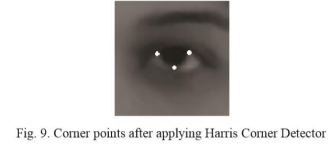 Fig. 9. Corner points after applying Harris Corner Detector